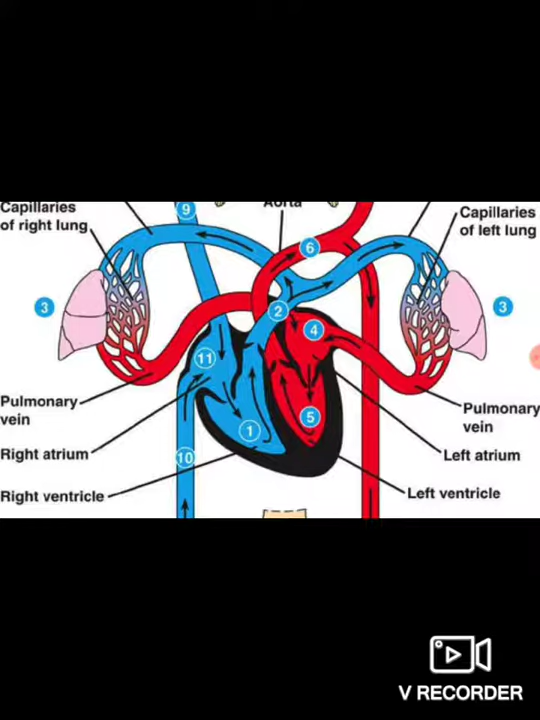 Capillaries
of right lung
9
Aorta
Capillaries
of left lung
6
3
2
4
3
11
5
1
Pulmonary
vein
Pulmonary
vein
Right atrium
10
Left atrium
Right ventricle
Left ventricle
V RECORDER